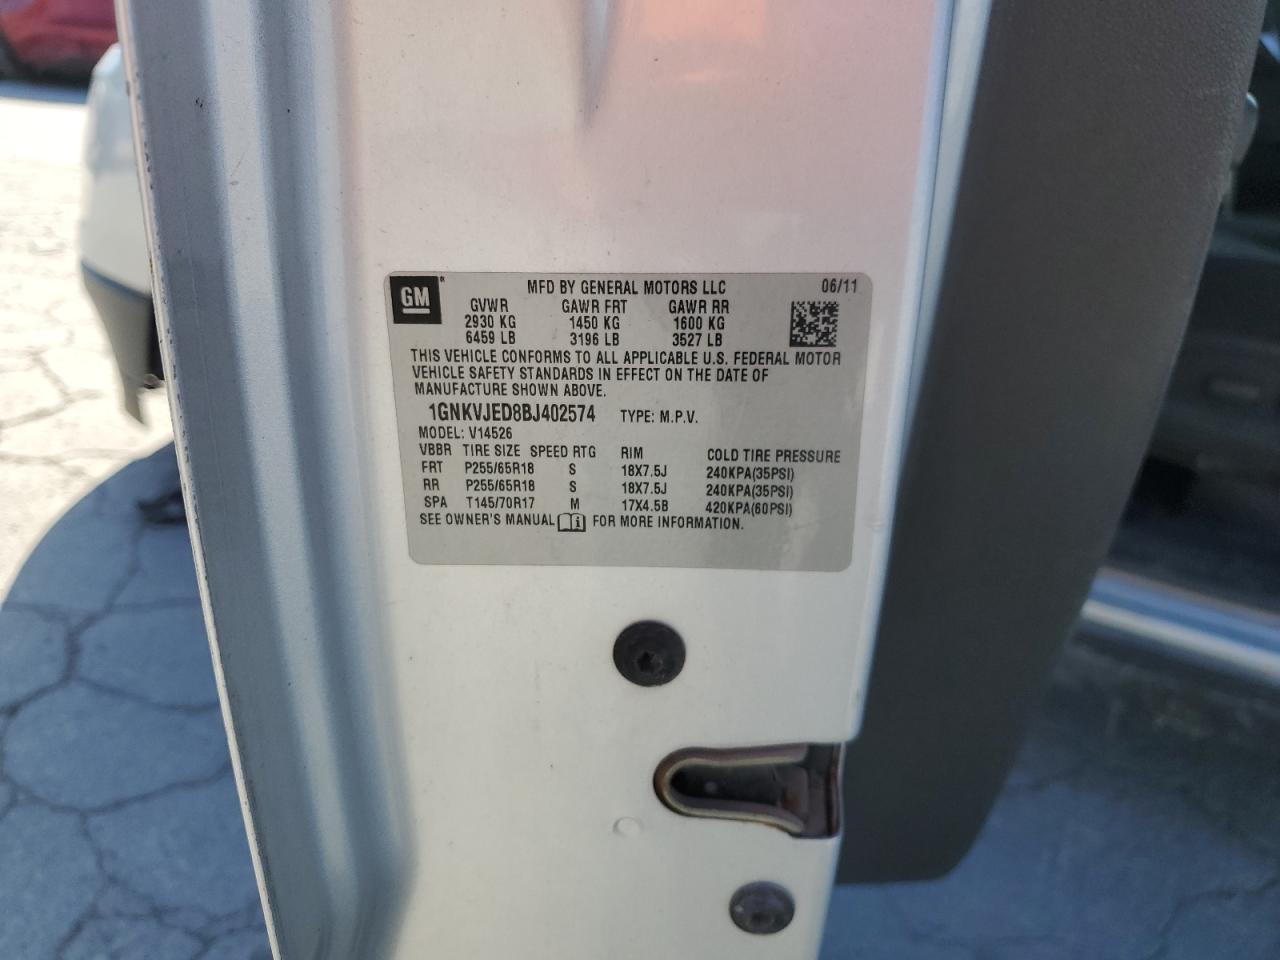 GM ® MFD BY GENERAL MOTORS LLC 06/11
GVWR GAWR FRT GAWR RR
2930 KG 1450 KG 1600 KG
6459 LB 3196 LB 3527 LB
THIS VEHICLE CONFORMS TO ALL APPLICABLE U.S. FEDERAL MOTOR
VEHICLE SAFETY STANDARDS IN EFFECT ON THE DATE OF
MANUFACTURE SHOWN ABOVE.
1GNKVJED8BJ402574 TYPE: M.P.V.
MODEL: V14526
VBBR TIRE SIZE SPEED RTG RIM COLD TIRE PRESSURE
FRT P255/65R18 S 18X7.5J 240KPA(35PSI)
RR P255/65R18 S 18X7.5J 240KPA(35PSI)
SPA T145/70R17 M 17X4.5B 420KPA(60PSI)
SEE OWNER'S MANUAL i FOR MORE INFORMATION.